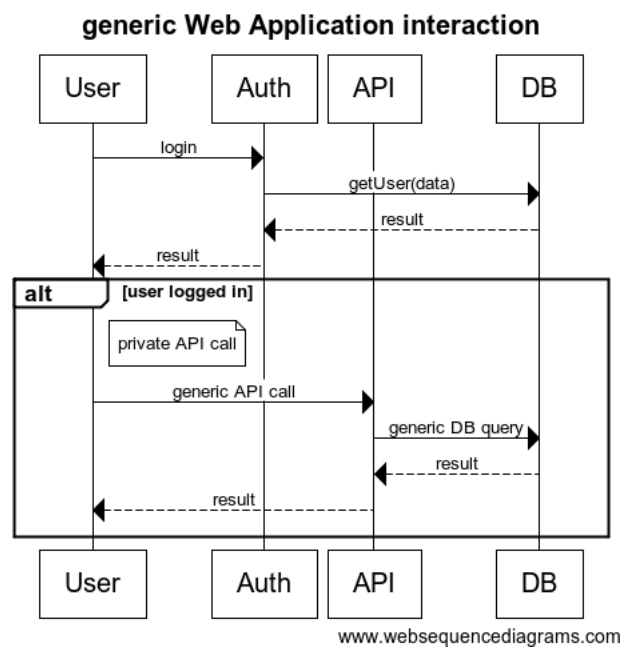 generic Web Application interaction
User
Auth
API
DB
login
getUser(data)
result
result
alt
[user logged in]
private API call
generic API call
generic DB query
result
result
User
Auth
API
DB
www.websequencediagrams.com